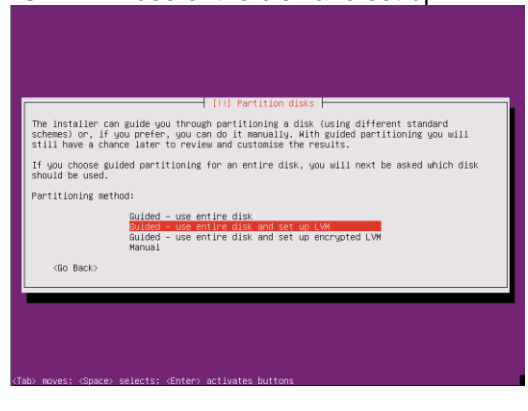 [!!] Partition disks
The installer can guide you through partitioning a disk (using different standard
schemes) or, if you prefer, you can do it manually. With guided partitioning you will
still have a chance later to review and customise the results.
If you choose guided partitioning for an entire disk, you will next be asked which disk
should be used.
Partitioning method:
Guided - use entire disk
Guided - use entire disk and set up LVM
Guided - use entire disk and set up encrypted LVM
Manual
<Go Back>
<Tab> moves; <Space> selects; <Enter> activates buttons